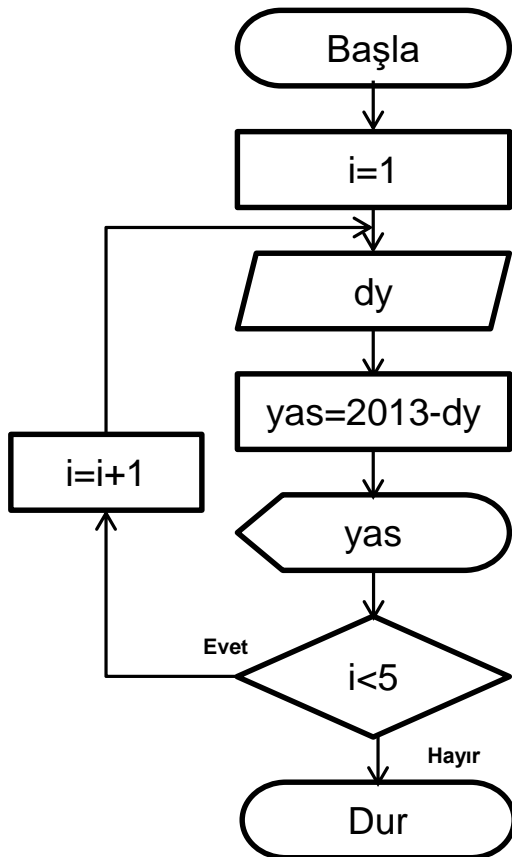 Başla
i=1
dy
yas=2013-dy
i=i+1
yas
Evet
i<5
Hayır
Dur